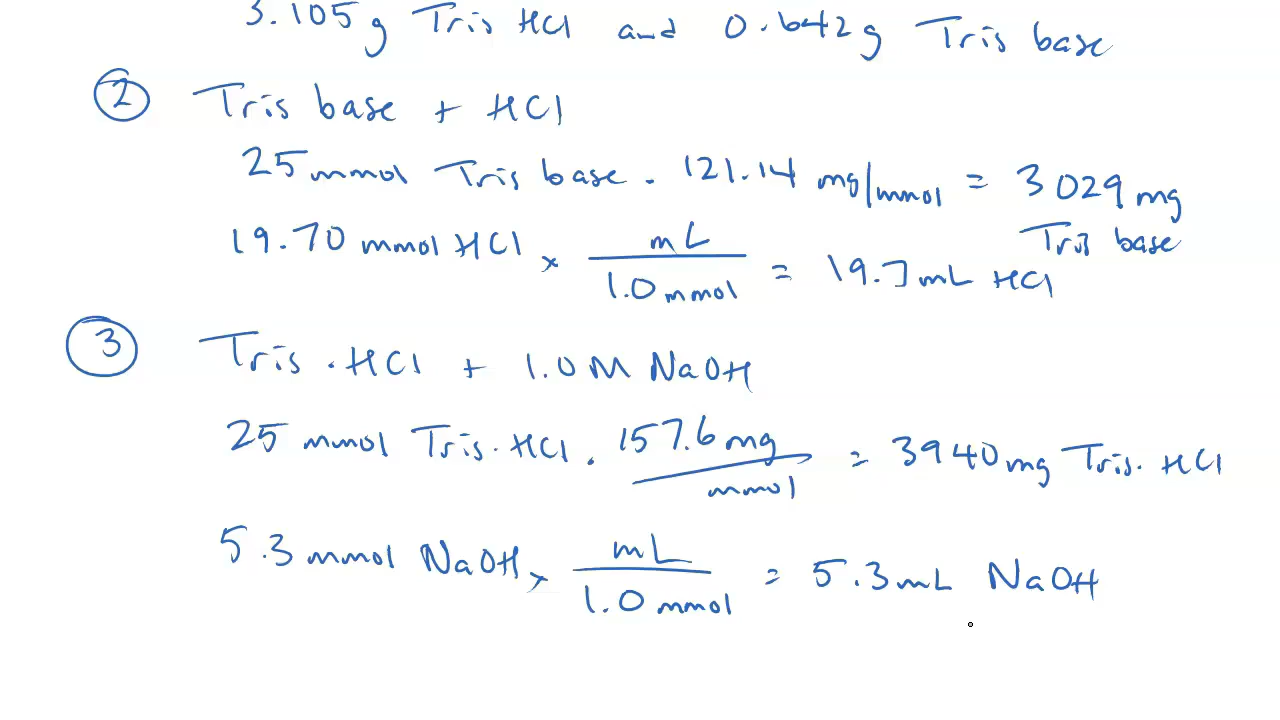 3.105g Tris HCl and 0.642g Tris base
② Tris base + HCl
25 mmol Tris base · 121.14 mg/mmol = 3029 mg
Tris base
19.70 mmol HCl × mL / 1.0 mmol = 19.7 mL HCl
③ Tris·HCl + 1.0 M NaOH
25 mmol Tris·HCl · 157.6 mg / mmol = 3940 mg Tris·HCl
5.3 mmol NaOH × mL / 1.0 mmol = 5.3 mL NaOH